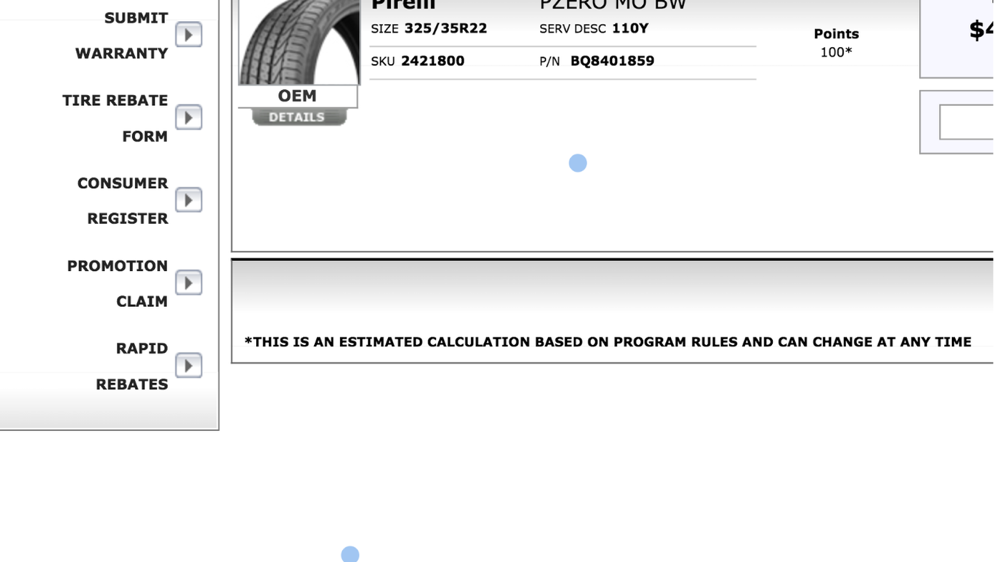 SUBMIT
WARRANTY
TIRE REBATE
FORM
CONSUMER
REGISTER
PROMOTION
CLAIM
RAPID
REBATES
OEM
DETAILS
Pirelli PZERO MO BW
SIZE 325/35R22 SERV DESC 110Y
SKU 2421800 P/N BQ8401859
Points
100*
$4
*THIS IS AN ESTIMATED CALCULATION BASED ON PROGRAM RULES AND CAN CHANGE AT ANY TIME